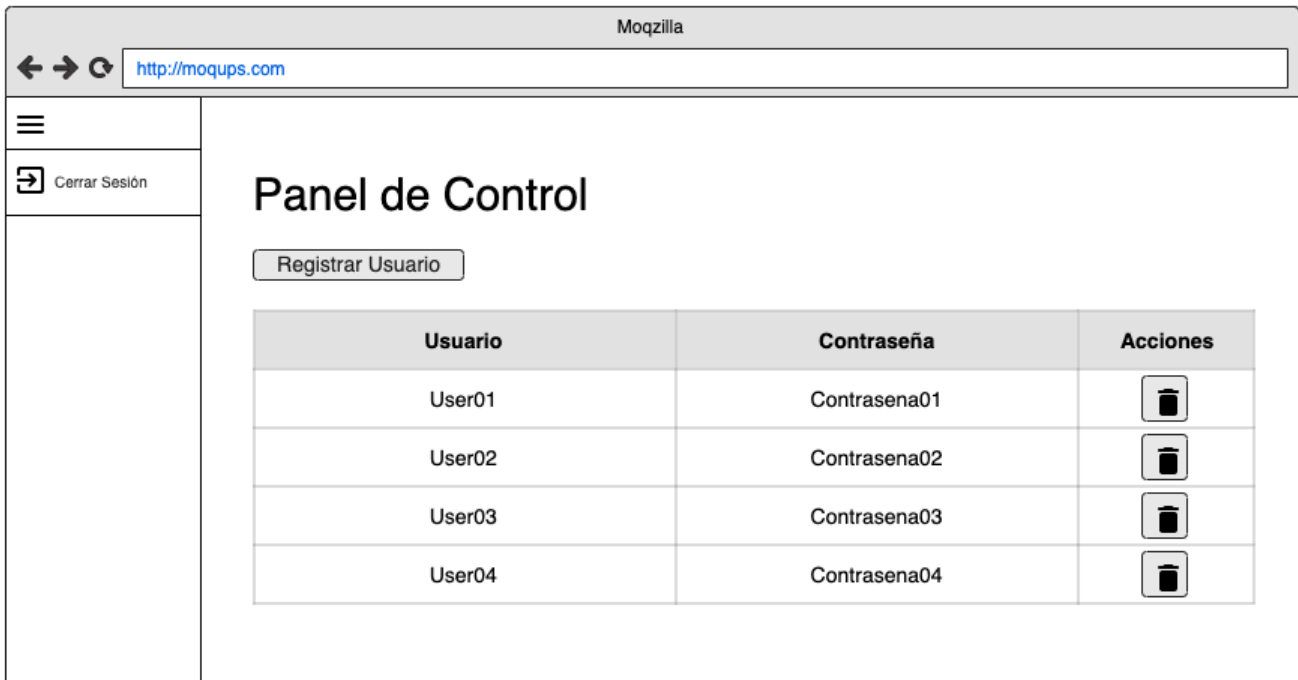 Moqzilla
http://moqups.com
Cerrar Sesión
Panel de Control
Registrar Usuario
Usuario Contraseña Acciones
User01 Contrasena01
User02 Contrasena02
User03 Contrasena03
User04 Contrasena04